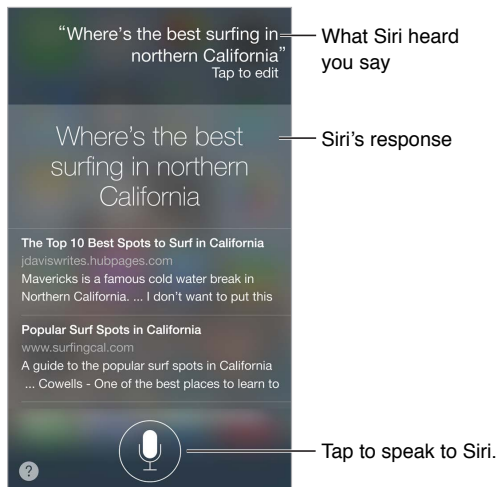 “Where’s the best surfing in
northern California”
Tap to edit
What Siri heard
you say
Where’s the best
surfing in northern
California
Siri’s response
The Top 10 Best Spots to Surf in California
jdaviswrites.hubpages.com
Mavericks is a famous cold water break in
Northern California. ... I don’t want to put this
Popular Surf Spots in California
www.surfingcal.com
A guide to the popular surf spots in California
... Cowells - One of the best places to learn to
Tap to speak to Siri.
?